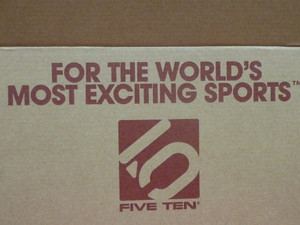 FOR THE WORLD'S
MOST EXCITING SPORTS™
FIVE TEN®